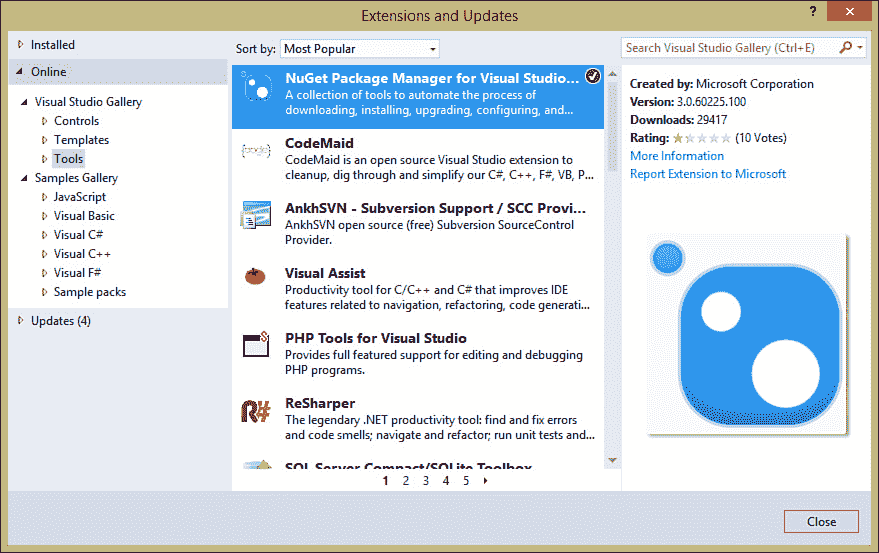 Extensions and Updates
?
Installed
Online
Visual Studio Gallery
Controls
Templates
Tools
Samples Gallery
JavaScript
Visual Basic
Visual C#
Visual C++
Visual F#
Sample packs
Updates (4)
Sort by: Most Popular
NuGet Package Manager for Visual Studio...
A collection of tools to automate the process of
downloading, installing, upgrading, configuring, and...
CodeMaid
CodeMaid is an open source Visual Studio extension to
cleanup, dig through and simplify our C#, C++, F#, VB, P...
AnkhSVN - Subversion Support / SCC Provi...
AnkhSVN open source (free) Subversion SourceControl
Provider.
Visual Assist
Productivity tool for C/C++ and C# that improves IDE
features related to navigation, refactoring, code generati...
PHP Tools for Visual Studio
Provides full featured support for editing and debugging
PHP programs.
R# ReSharper
The legendary .NET productivity tool: find and fix errors
and code smells; navigate and refactor; run unit tests and...
SQL Server Compact/SQLite Toolbox
1 2 3 4 5
Search Visual Studio Gallery (Ctrl+E)
Created by: Microsoft Corporation
Version: 3.0.60225.100
Downloads: 29417
Rating: (10 Votes)
More Information
Report Extension to Microsoft
Close